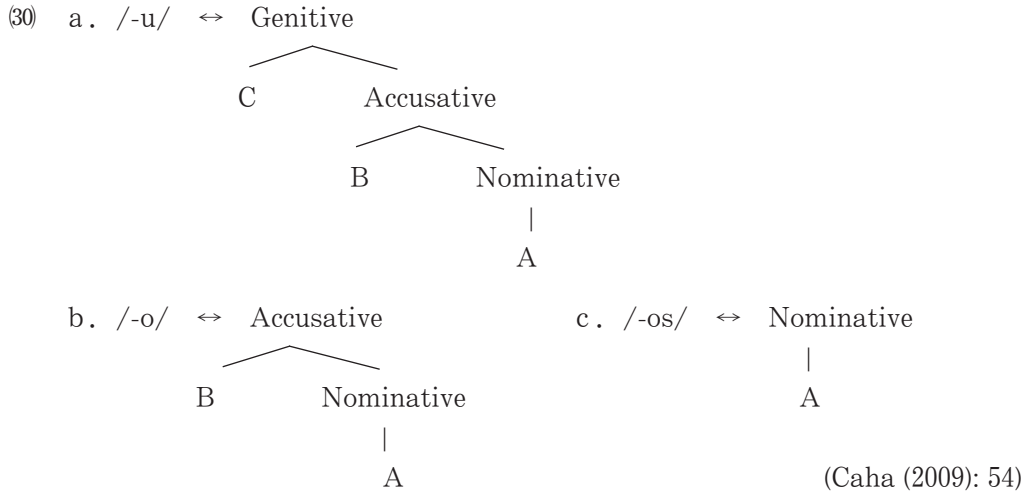 (30) a. /-u/ ↔ Genitive
C Accusative
B Nominative
A
b. /-o/ ↔ Accusative c. /-os/ ↔ Nominative
B Nominative A
A (Caha (2009): 54)